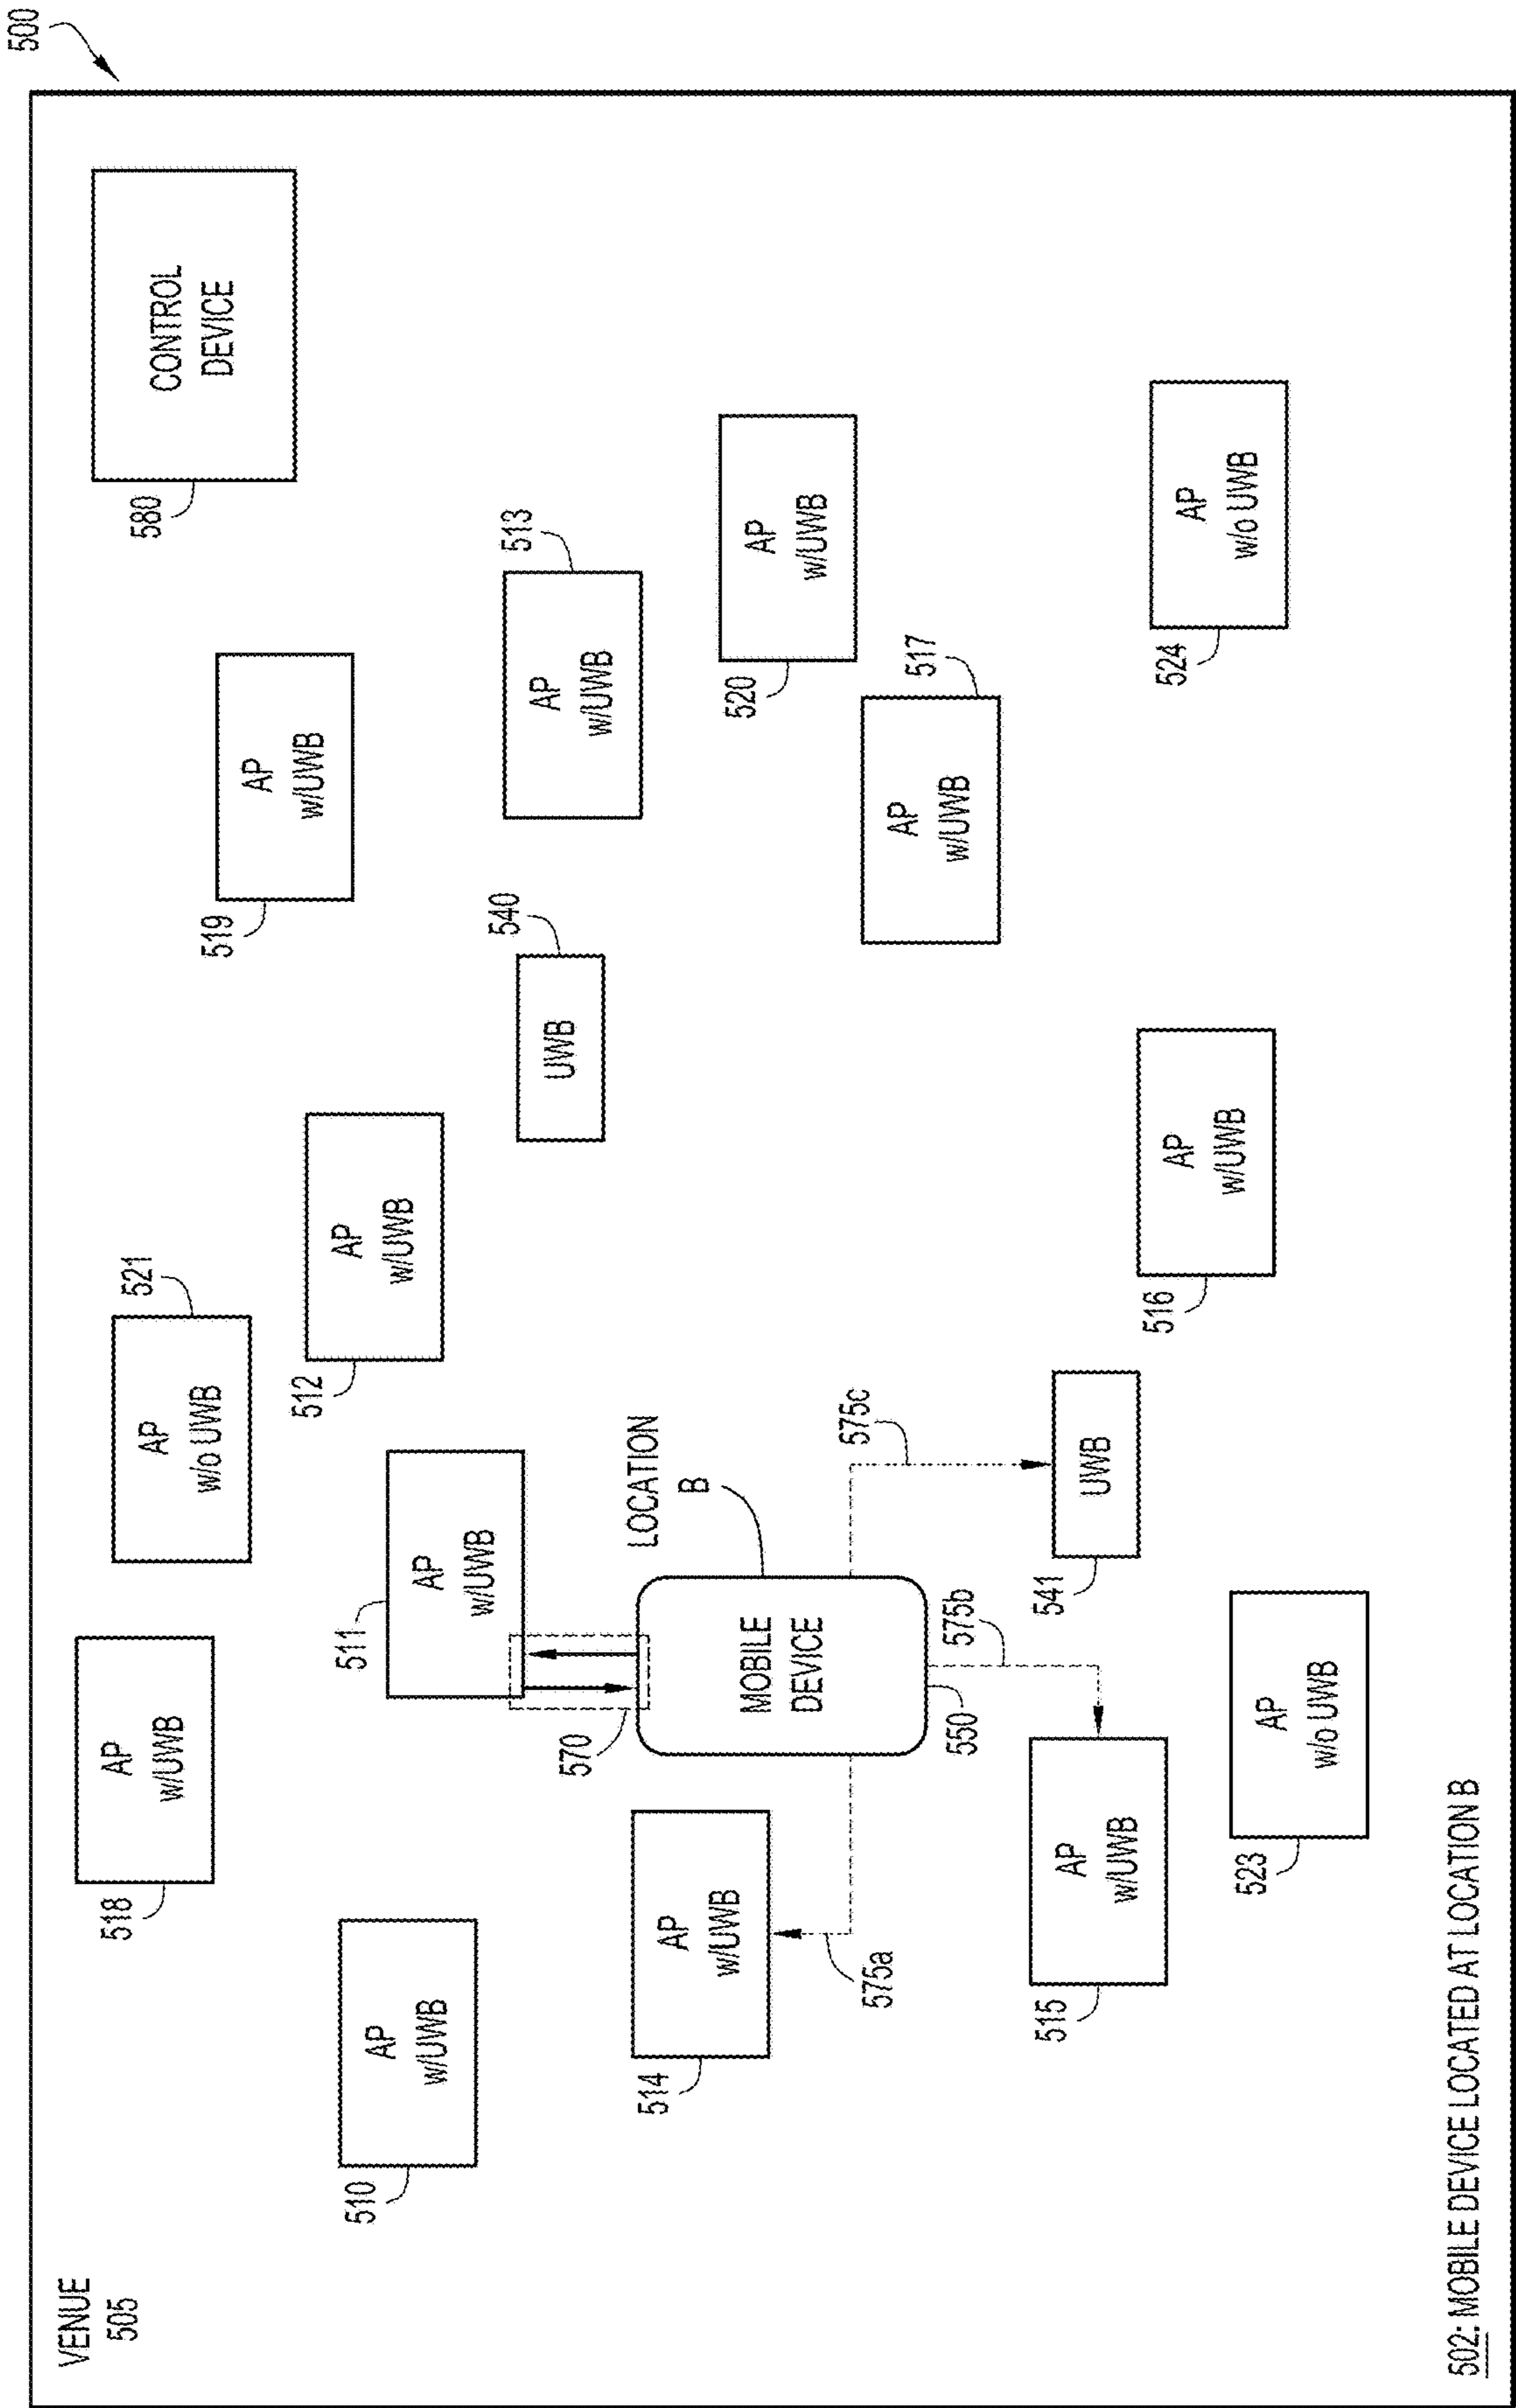 500
VENUE
505
CONTROL
DEVICE
580
AP
w/UWB
518
AP
w/o UWB
521
AP
w/UWB
519
AP
w/UWB
510
AP
w/UWB
511
AP
w/UWB
512
UWB
540
AP
w/UWB
513
570
LOCATION
B
MOBILE
DEVICE
550
AP
w/UWB
514
575a
575b
575c
AP
w/UWB
520
AP
w/UWB
517
AP
w/UWB
515
UWB
541
AP
w/UWB
516
AP
w/o UWB
524
AP
w/o UWB
523
502: MOBILE DEVICE LOCATED AT LOCATION B